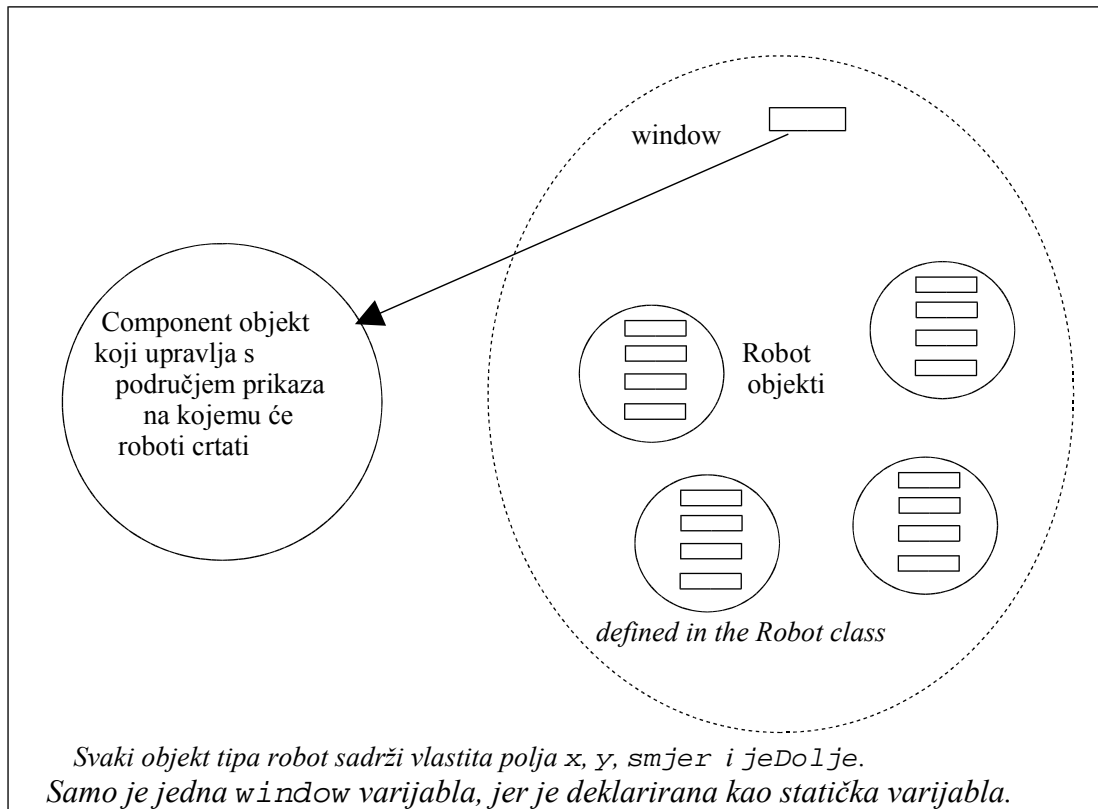 window
Component objekt
koji upravlja s
područjem prikaza
na kojemu će
roboti crtati
Robot
objekti
defined in the Robot class
Svaki objekt tipa robot sadrži vlastita polja x, y, smjer i jeDolje.
Samo je jedna window varijabla, jer je deklarirana kao statička varijabla.